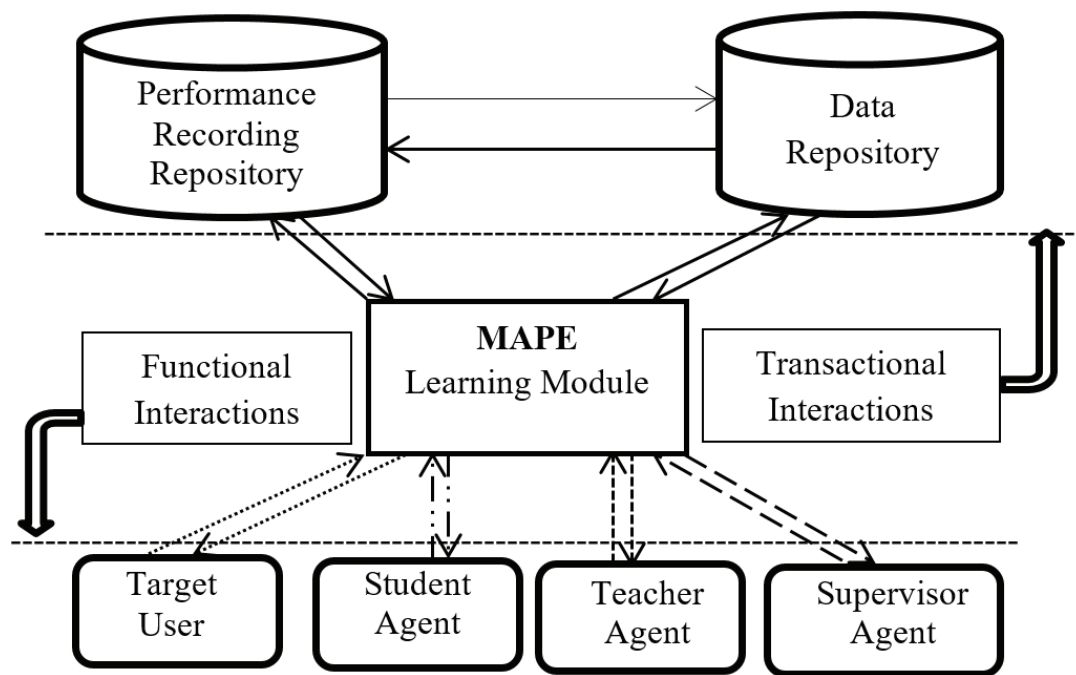 Performance
Recording
Repository
Data
Repository
MAPE
Learning Module
Functional
Interactions
Transactional
Interactions
Target
User
Student
Agent
Teacher
Agent
Supervisor
Agent